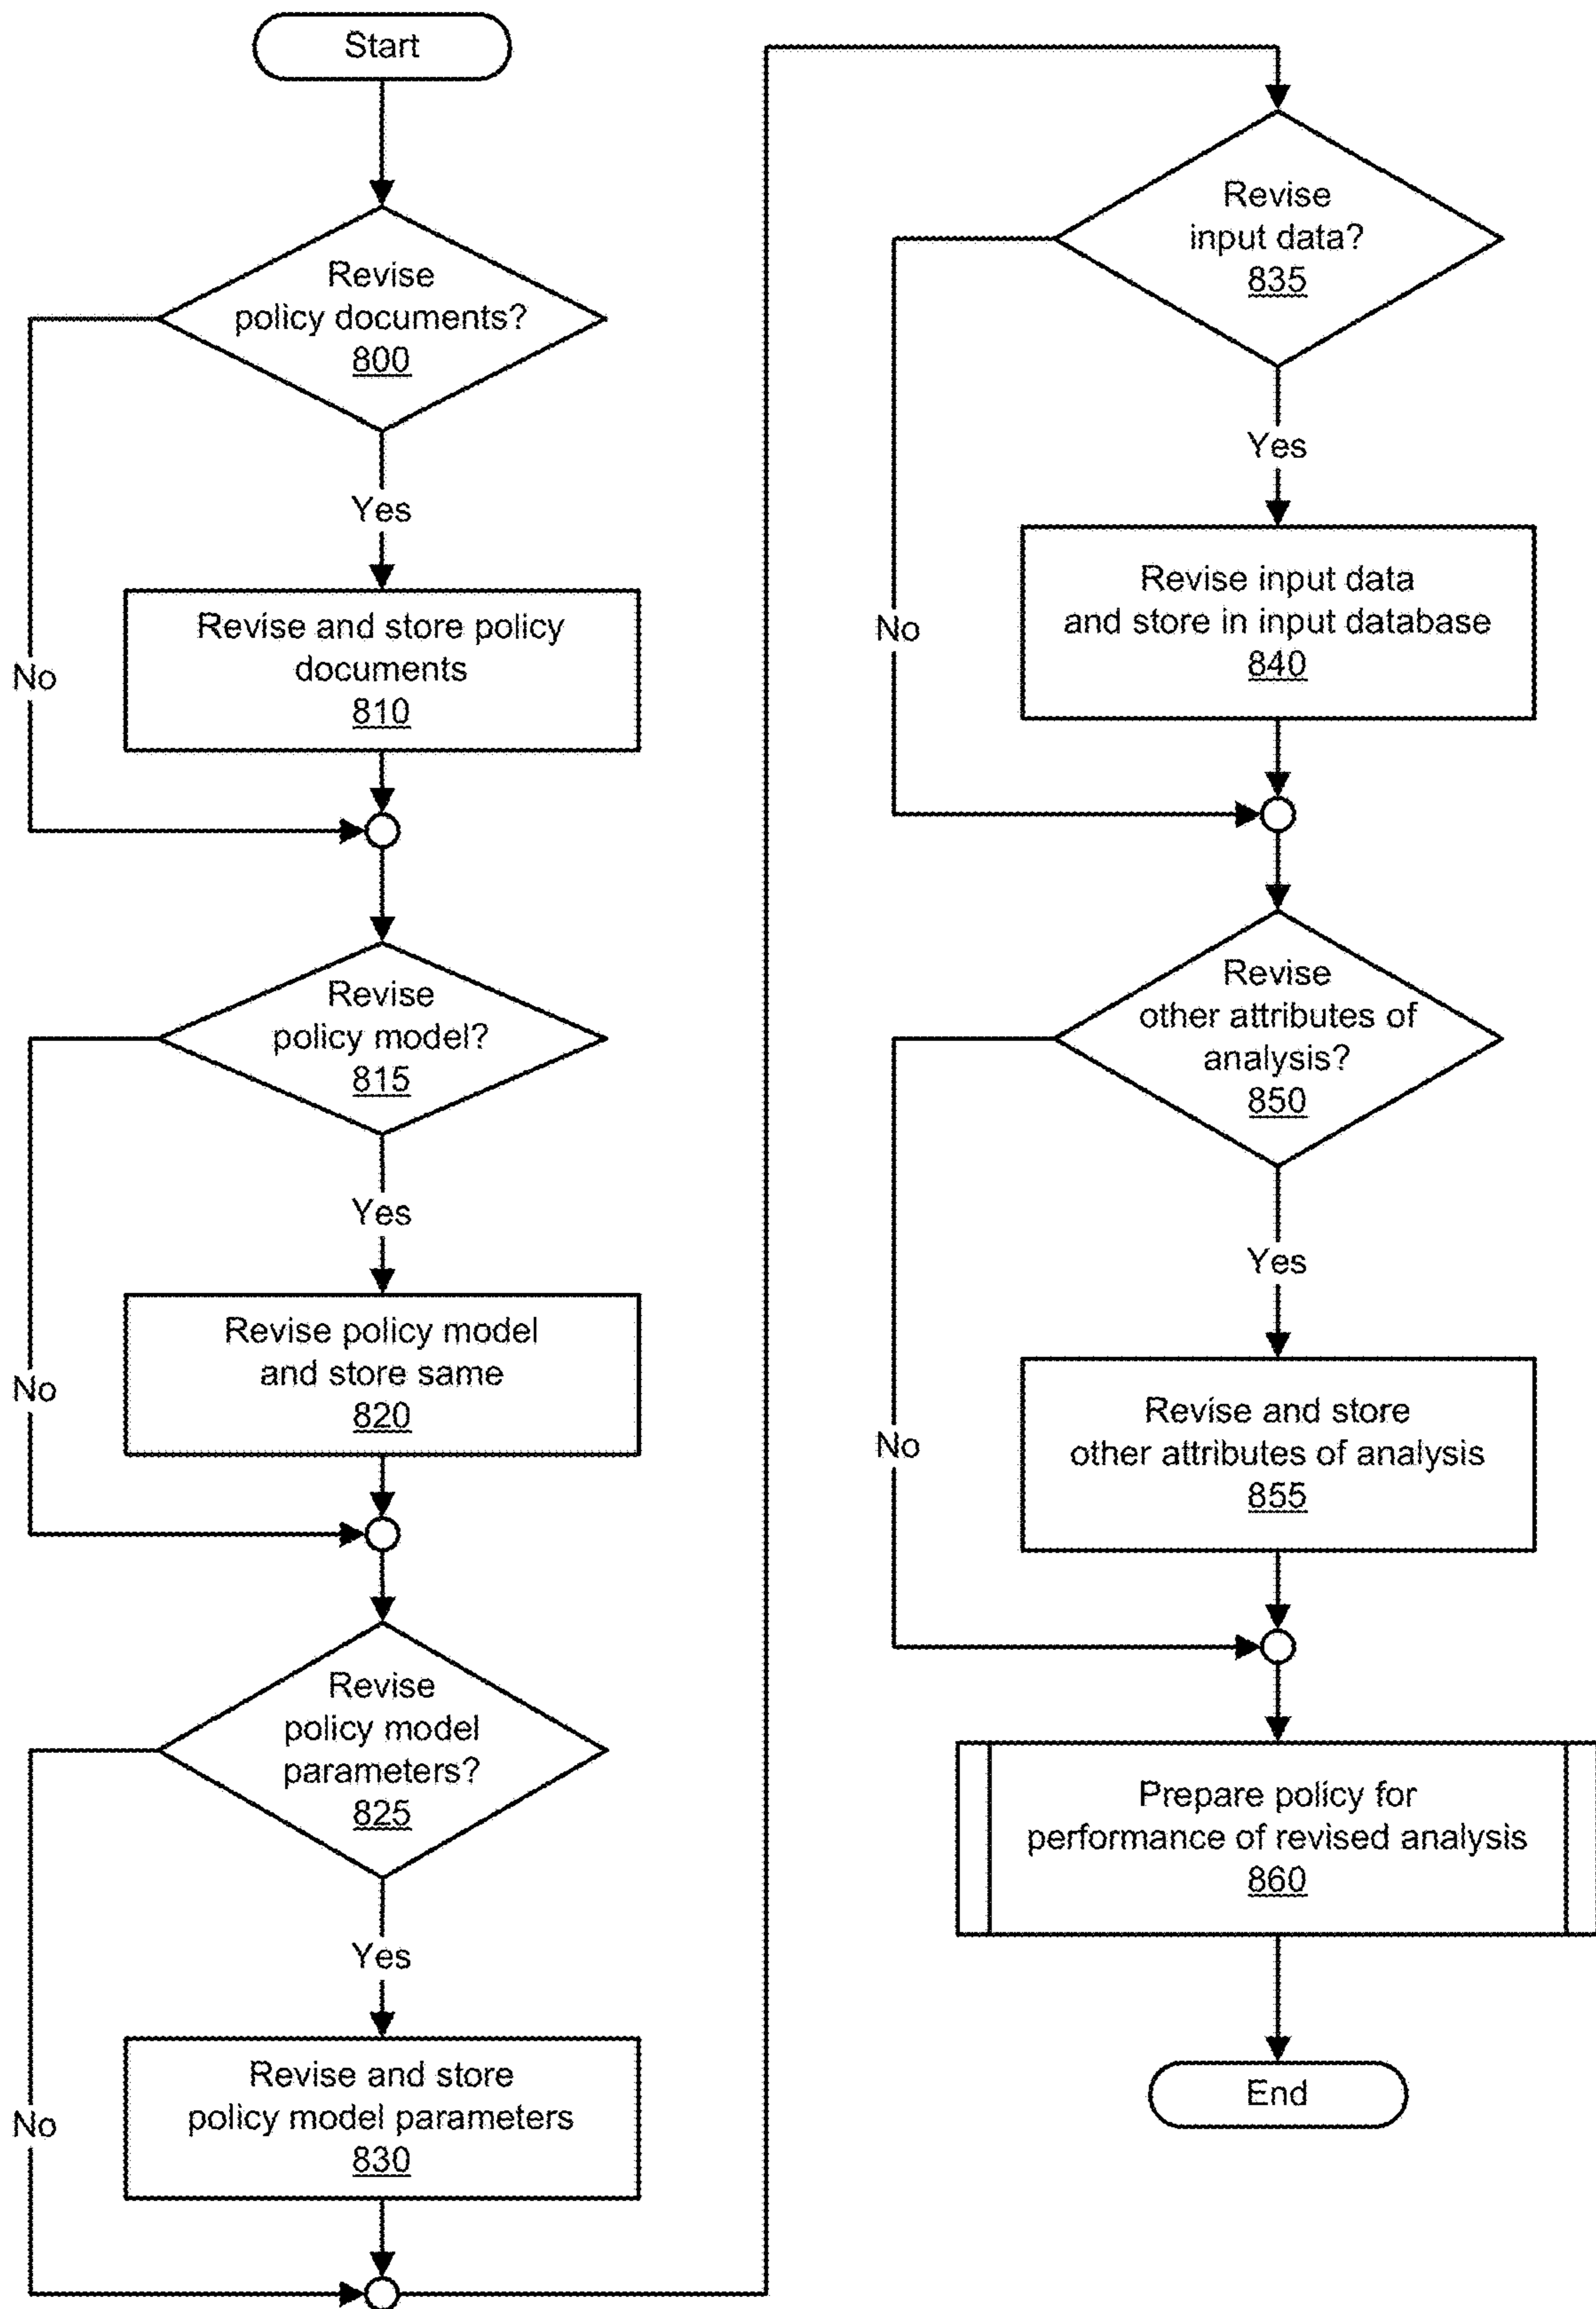 Start
Revise
policy documents?
800
Yes
No
Revise and store policy
documents
810
Revise
policy model?
815
Yes
No
Revise policy model
and store same
820
Revise
policy model
parameters?
825
Yes
No
Revise and store
policy model parameters
830
Revise
input data?
835
Yes
No
Revise input data
and store in input database
840
Revise
other attributes of
analysis?
850
Yes
No
Revise and store
other attributes of analysis
855
Prepare policy for
performance of revised analysis
860
End